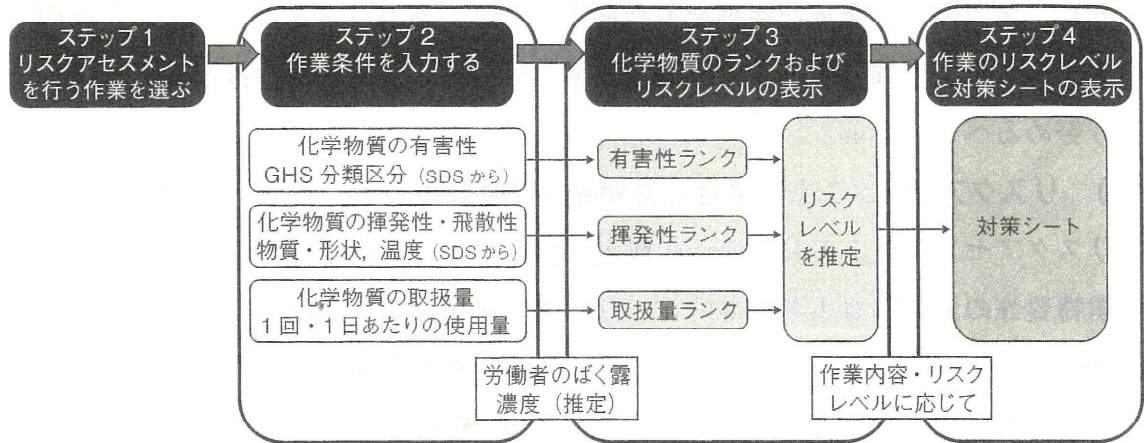 ステップ1
リスクアセスメント
を行う作業を選ぶ
ステップ2
作業条件を入力する
ステップ3
化学物質のランクおよび
リスクレベルの表示
ステップ4
作業のリスクレベル
と対策シートの表示
化学物質の有害性
GHS 分類区分 (SDS から)
化学物質の揮発性・飛散性
物質・形状, 温度 (SDS から)
化学物質の取扱量
1回・1日あたりの使用量
有害性ランク
揮発性ランク
取扱量ランク
リスク
レベル
を推定
対策シート
労働者のばく露
濃度（推定）
作業内容・リスク
レベルに応じて